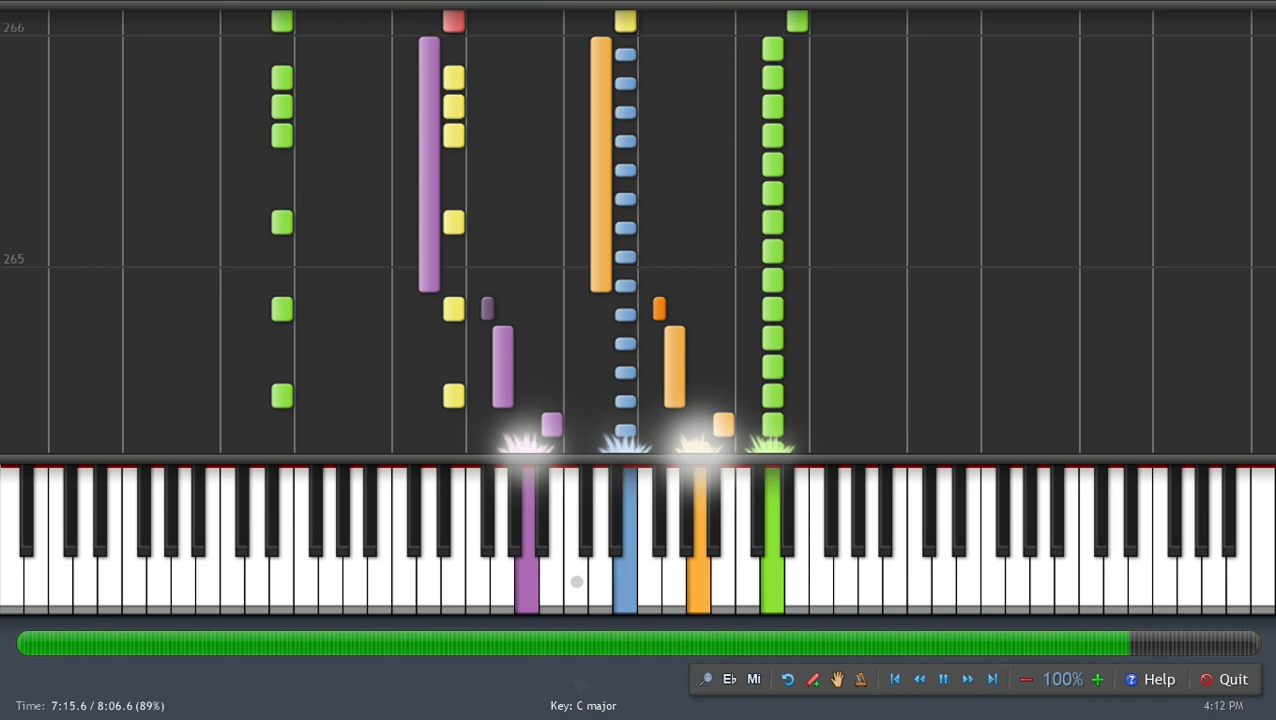 266
265
E♭ Mi
100%
Help
Quit
Time: 7:15.6 / 8:06.6 (89%)
Key: C major
4:12 PM